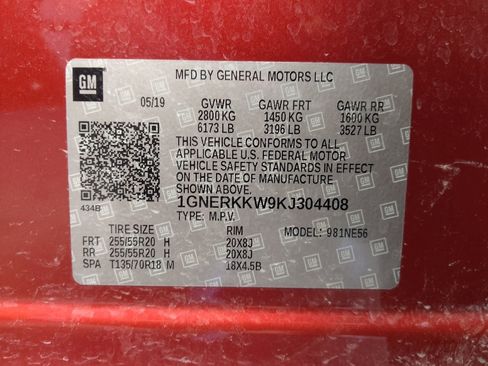 GM
MFD BY GENERAL MOTORS LLC
05/19 GVWR GAWR FRT GAWR RR
2800 KG 1450 KG 1600 KG
6173 LB 3196 LB 3527 LB
THIS VEHICLE CONFORMS TO ALL
APPLICABLE U.S. FEDERAL MOTOR
VEHICLE SAFETY STANDARDS IN EFFECT
ON THE DATE OF MANUFACTURE
SHOWN ABOVE.
1GNERKKW9KJ304408
434B
TYPE: M.P.V. MODEL: 981NE56
TIRE SIZE RIM
FRT 255/55R20 H 20X8J
RR 255/55R20 H 20X8J
SPA T135/70R18 M 18X4.5B